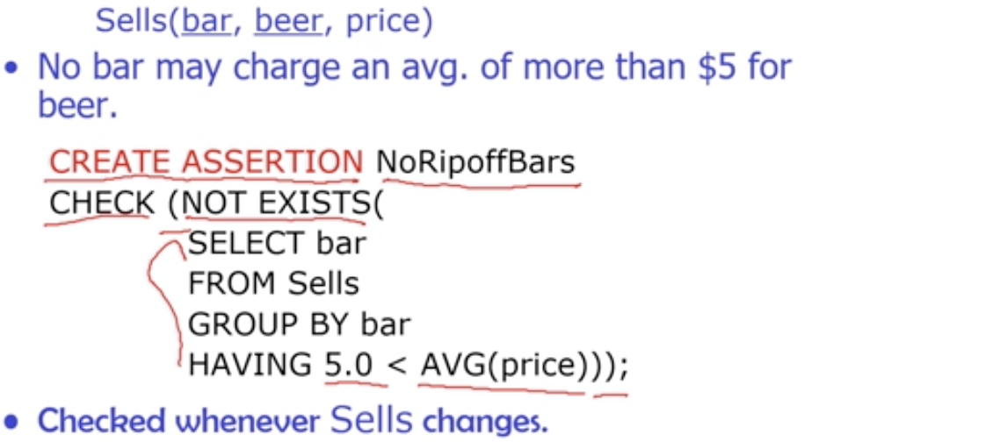 Sells(bar, beer, price)
• No bar may charge an avg. of more than $5 for
beer.
CREATE ASSERTION NoRipoffBars
CHECK (NOT EXISTS(
SELECT bar
FROM Sells
GROUP BY bar
HAVING 5.0 < AVG(price)));
• Checked whenever Sells changes.